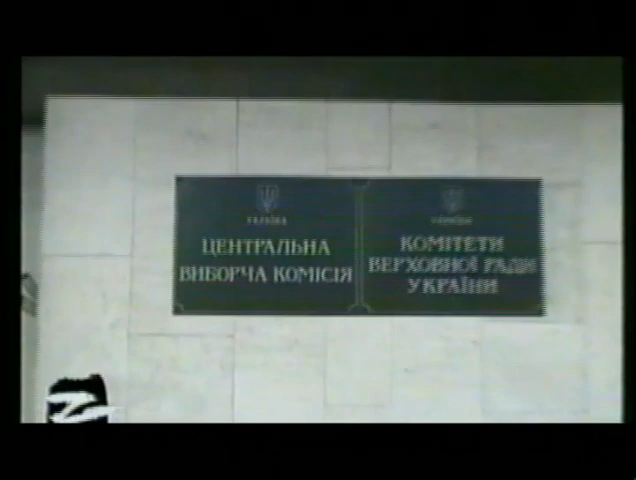 УКРАЇНА
ЦЕНТРАЛЬНА
ВИБОРЧА КОМІСІЯ
УКРАЇНА
КОМІТЕТИ
ВЕРХОВНОЇ РАДИ
УКРАЇНИ